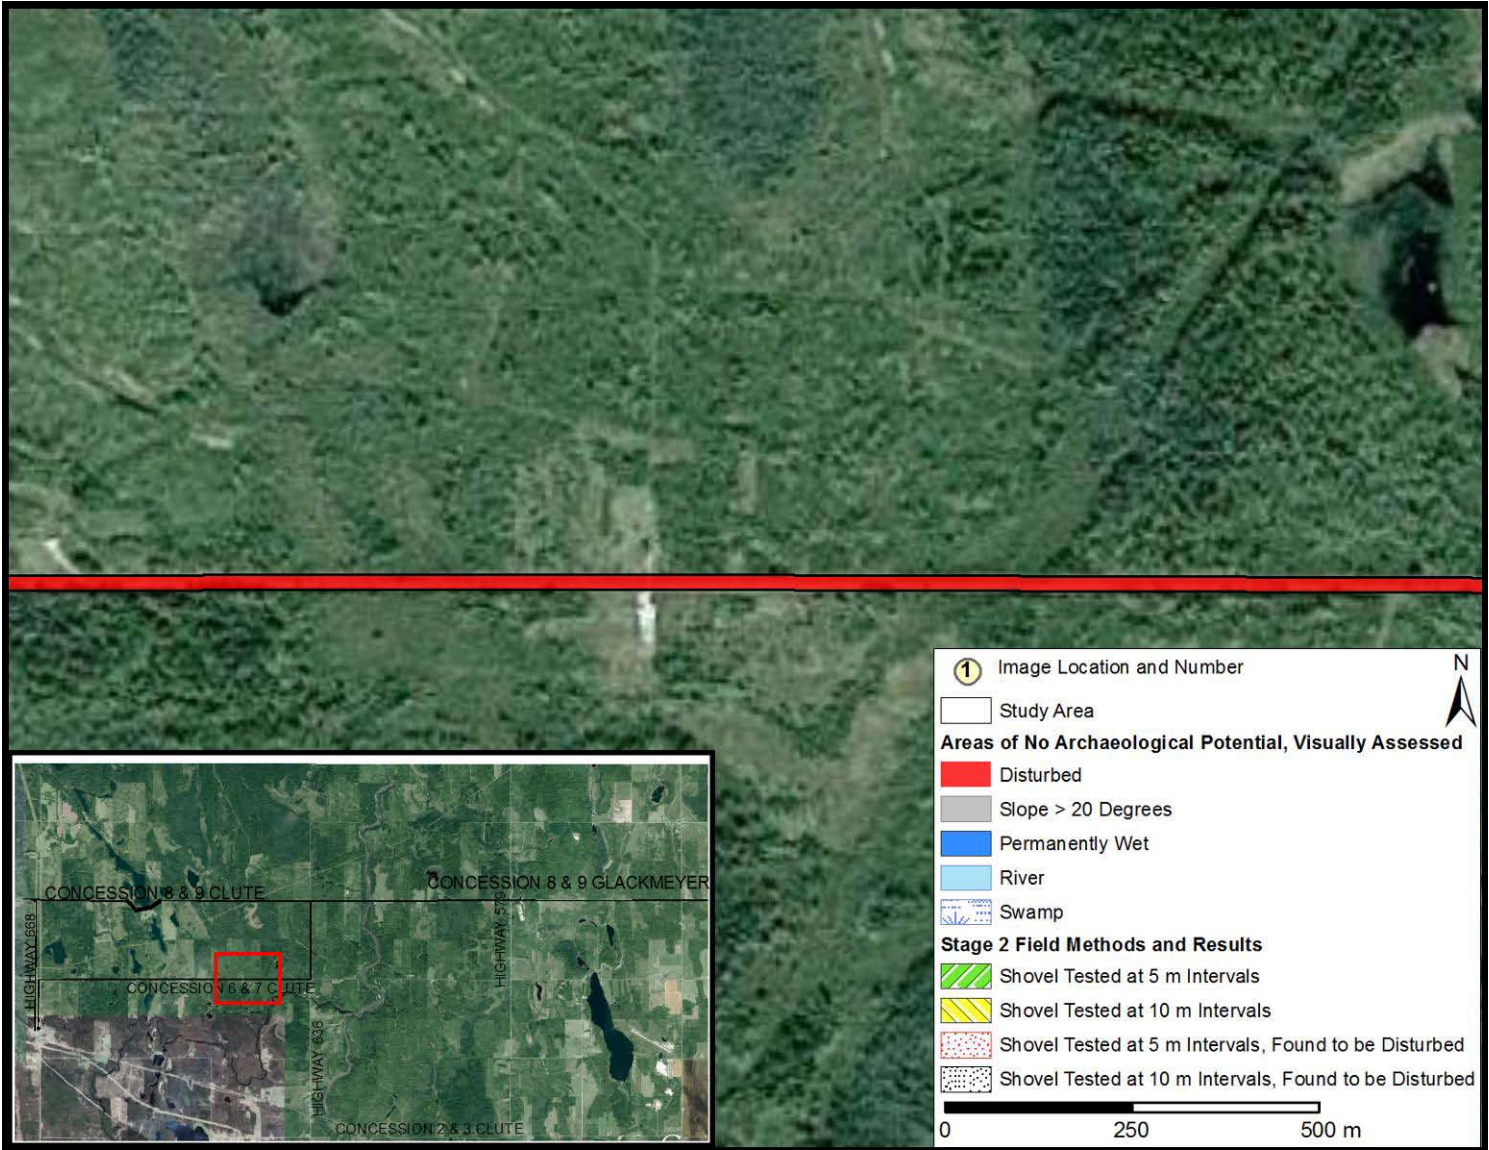 1 Image Location and Number
N
Study Area
Areas of No Archaeological Potential, Visually Assessed
Disturbed
Slope > 20 Degrees
Permanently Wet
River
Swamp
Stage 2 Field Methods and Results
Shovel Tested at 5 m Intervals
Shovel Tested at 10 m Intervals
Shovel Tested at 5 m Intervals, Found to be Disturbed
Shovel Tested at 10 m Intervals, Found to be Disturbed
0 250 500 m
CONCESSION 8 & 9 CLUTE
CONCESSION 8 & 9 GLACKMEYER
HIGHWAY 668
HIGHWAY 579
CONCESSION 6 & 7 CLUTE
HIGHWAY 636
CONCESSION 2 & 3 CLUTE